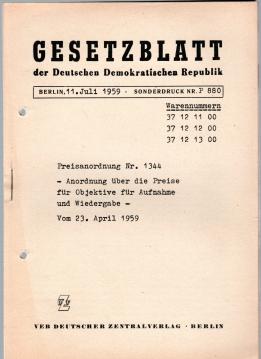 GESETZBLATT
der Deutschen Demokratischen Republik
BERLIN, 11. Juli 1959 · SONDERDRUCK NR. P 880
Warennummern
37 12 11 00
37 12 12 00
37 12 13 00
Preisanordnung Nr. 1344
- Anordnung über die Preise
für Objektive für Aufnahme
und Wiedergabe -
Vom 23. April 1959
VEB DEUTSCHER ZENTRALVERLAG · BERLIN